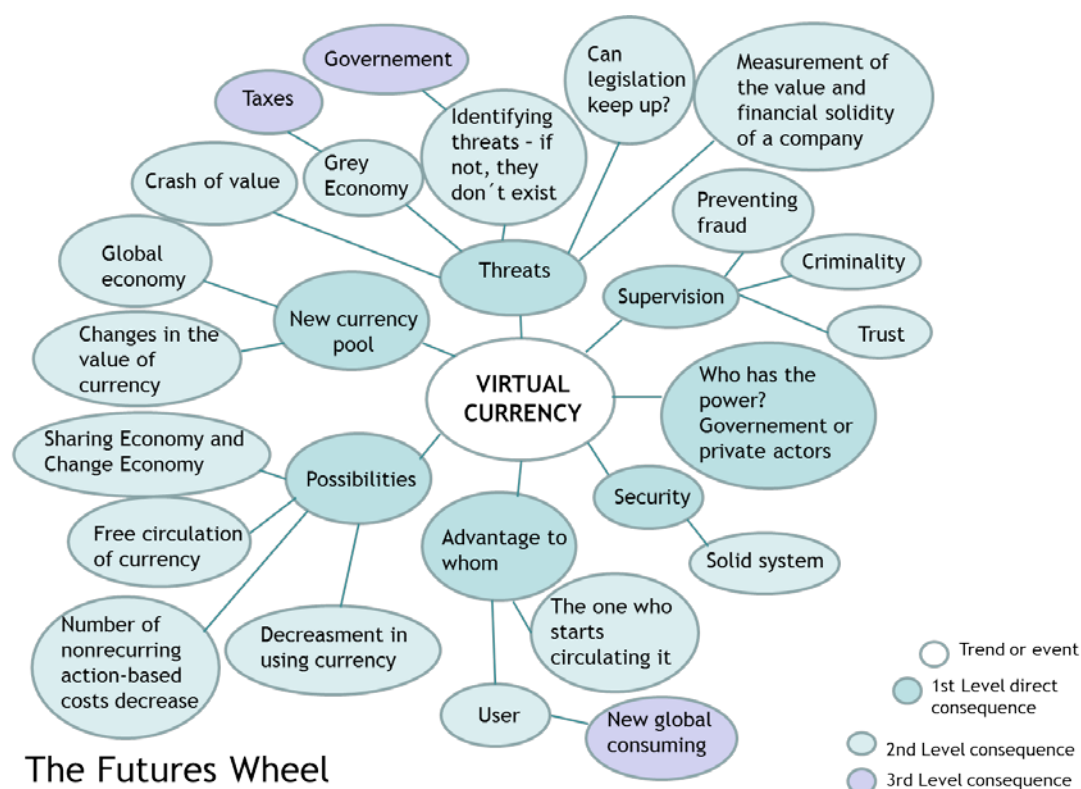 Governement
Taxes
Can
legislation
keep up?
Measurement of
the value and
financial solidity
of a company
Identifying
threats - if
not, they
don´t exist
Grey
Economy
Crash of value
Preventing
fraud
Global
economy
Threats
Criminality
Supervision
New currency
pool
Trust
Changes in the
value of
currency
VIRTUAL
CURRENCY
Who has the
power?
Governement or
private actors
Sharing Economy and
Change Economy
Possibilities
Security
Free circulation
of currency
Advantage to
whom
Solid system
Number of
nonrecurring
action-based
costs decrease
Decreasment in
using currency
The one who
starts
circulating it
User
New global
consuming
Trend or event
1st Level direct
consequence
2nd Level consequence
3rd Level consequence
The Futures Wheel